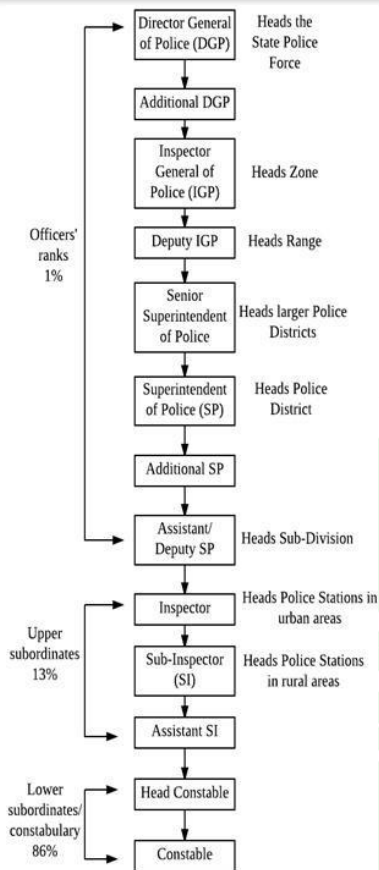 Director General
of Police (DGP)
Heads the
State Police
Force
Additional DGP
Inspector
General of
Police (IGP)
Heads Zone
Officers'
ranks
1%
Deputy IGP
Heads Range
Senior
Superintendent
of Police
Heads larger Police
Districts
Superintendent
of Police (SP)
Heads Police
District
Additional SP
Assistant/
Deputy SP
Heads Sub-Division
Inspector
Heads Police Stations in
urban areas
Upper
subordinates
13%
Sub-Inspector
(SI)
Heads Police Stations
in rural areas
Assistant SI
Lower
subordinates/
constabulary
86%
Head Constable
Constable